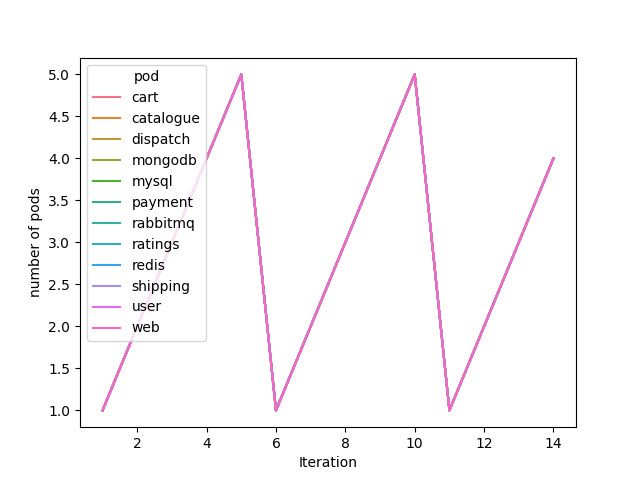 pod
cart
catalogue
dispatch
mongodb
mysql
payment
rabbitmq
ratings
redis
shipping
user
web
number of pods
5.0
4.5
4.0
3.5
3.0
2.5
2.0
1.5
1.0
2 4 6 8 10 12 14
Iteration